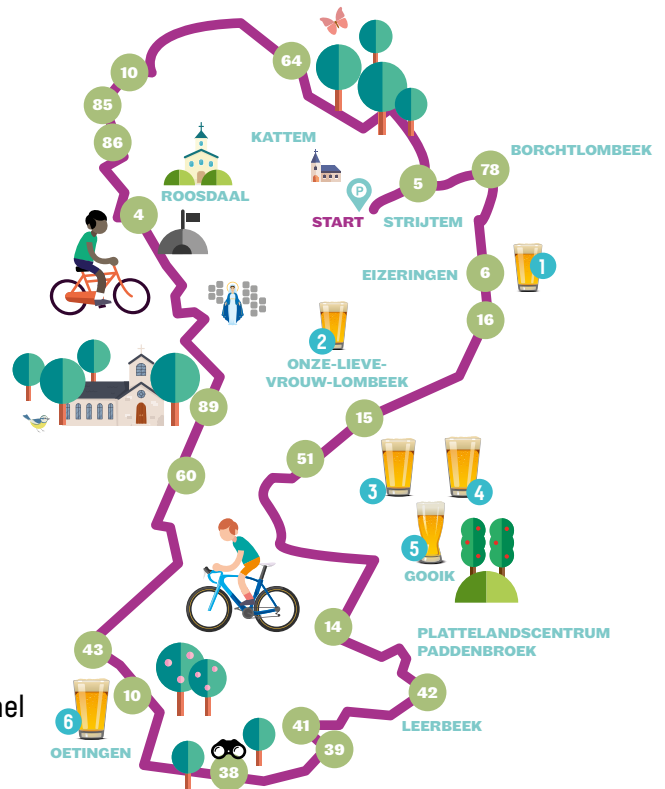 64
10
85
KATTEM
BORCHTLOMBEEK
86
78
P
5
ROOSDAAL
START STRIJTEM
4
EIZERINGEN
6
1
16
2
ONZE-LIEVE-
VROUW-LOMBEEK
89
15
51
60
3
4
5
GOOIK
14
PLATTELANDSCENTRUM
PADDENBROEK
43
42
10
nel
6
41
LEERBEEK
39
OETINGEN
38